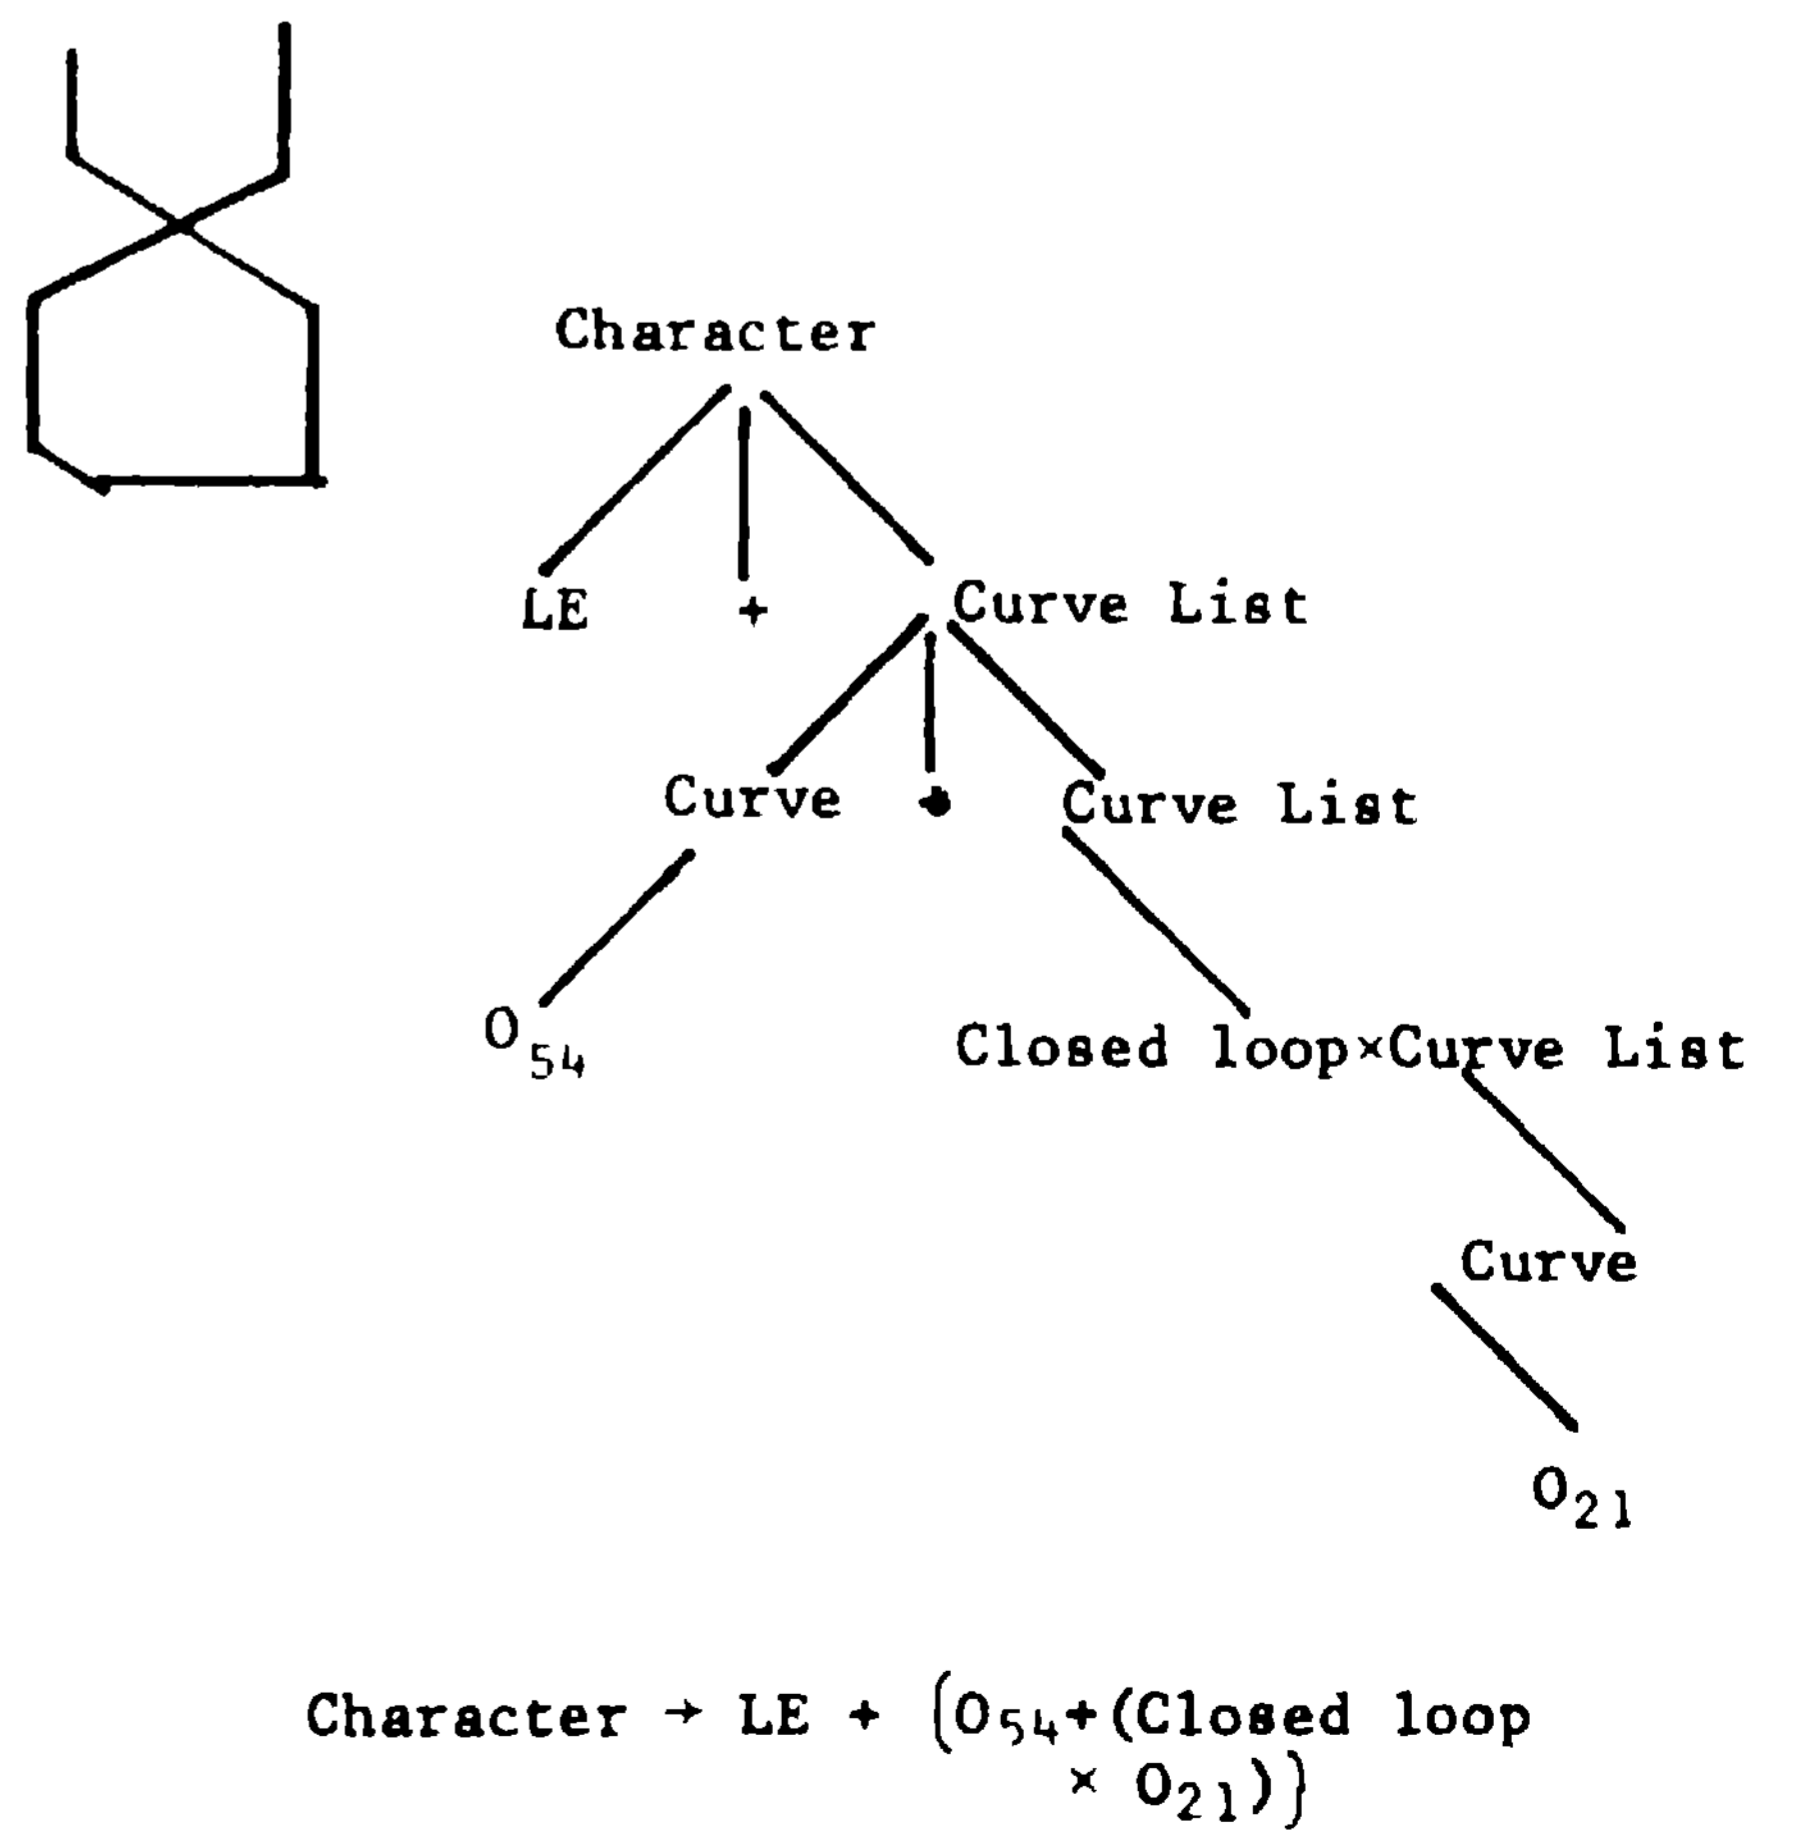 Character
LE + Curve List
Curve + Curve List
O₅₄ Closed loop×Curve List
Curve
O₂₁
Character → LE + {O₅₄+(Closed loop
× O₂₁)}